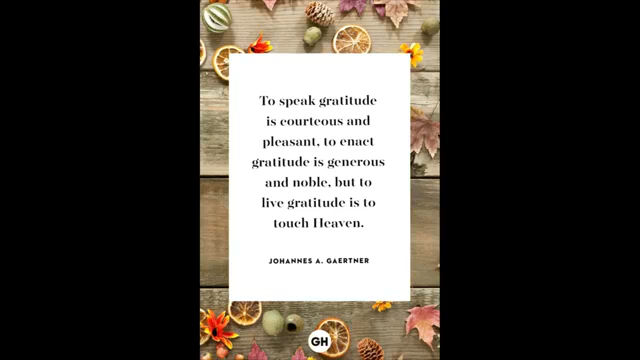 To speak gratitude
is courteous and
pleasant, to enact
gratitude is generous
and noble, but to
live gratitude is to
touch Heaven.
JOHANNES A. GAERTNER
GH